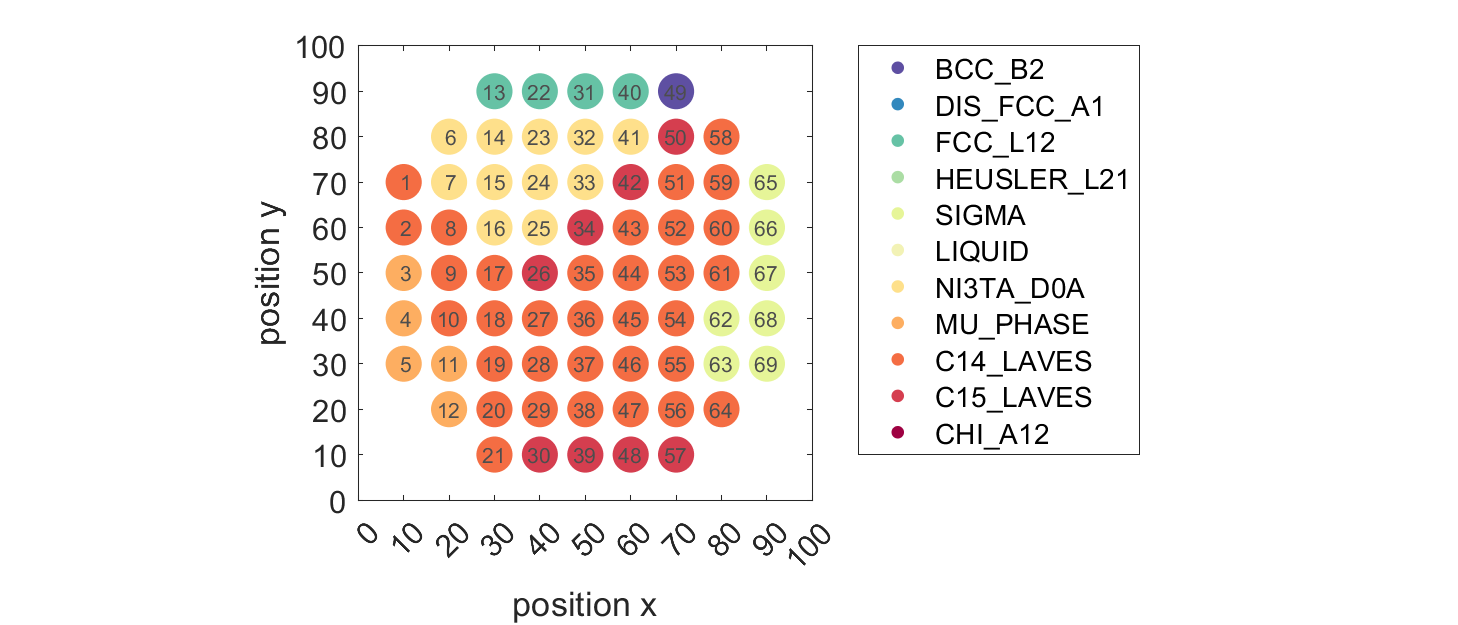 100
90 13 22 31 40 49
80 6 14 23 32 41 50 58
70 1 7 15 24 33 42 51 59 65
60 2 8 16 25 34 43 52 60 66
50 3 9 17 26 35 44 53 61 67
40 4 10 18 27 36 45 54 62 68
30 5 11 19 28 37 46 55 63 69
20 12 20 29 38 47 56 64
10 21 30 39 48 57
0
0 10 20 30 40 50 60 70 80 90 100
position x
position y
BCC_B2
DIS_FCC_A1
FCC_L12
HEUSLER_L21
SIGMA
LIQUID
NI3TA_D0A
MU_PHASE
C14_LAVES
C15_LAVES
CHI_A12